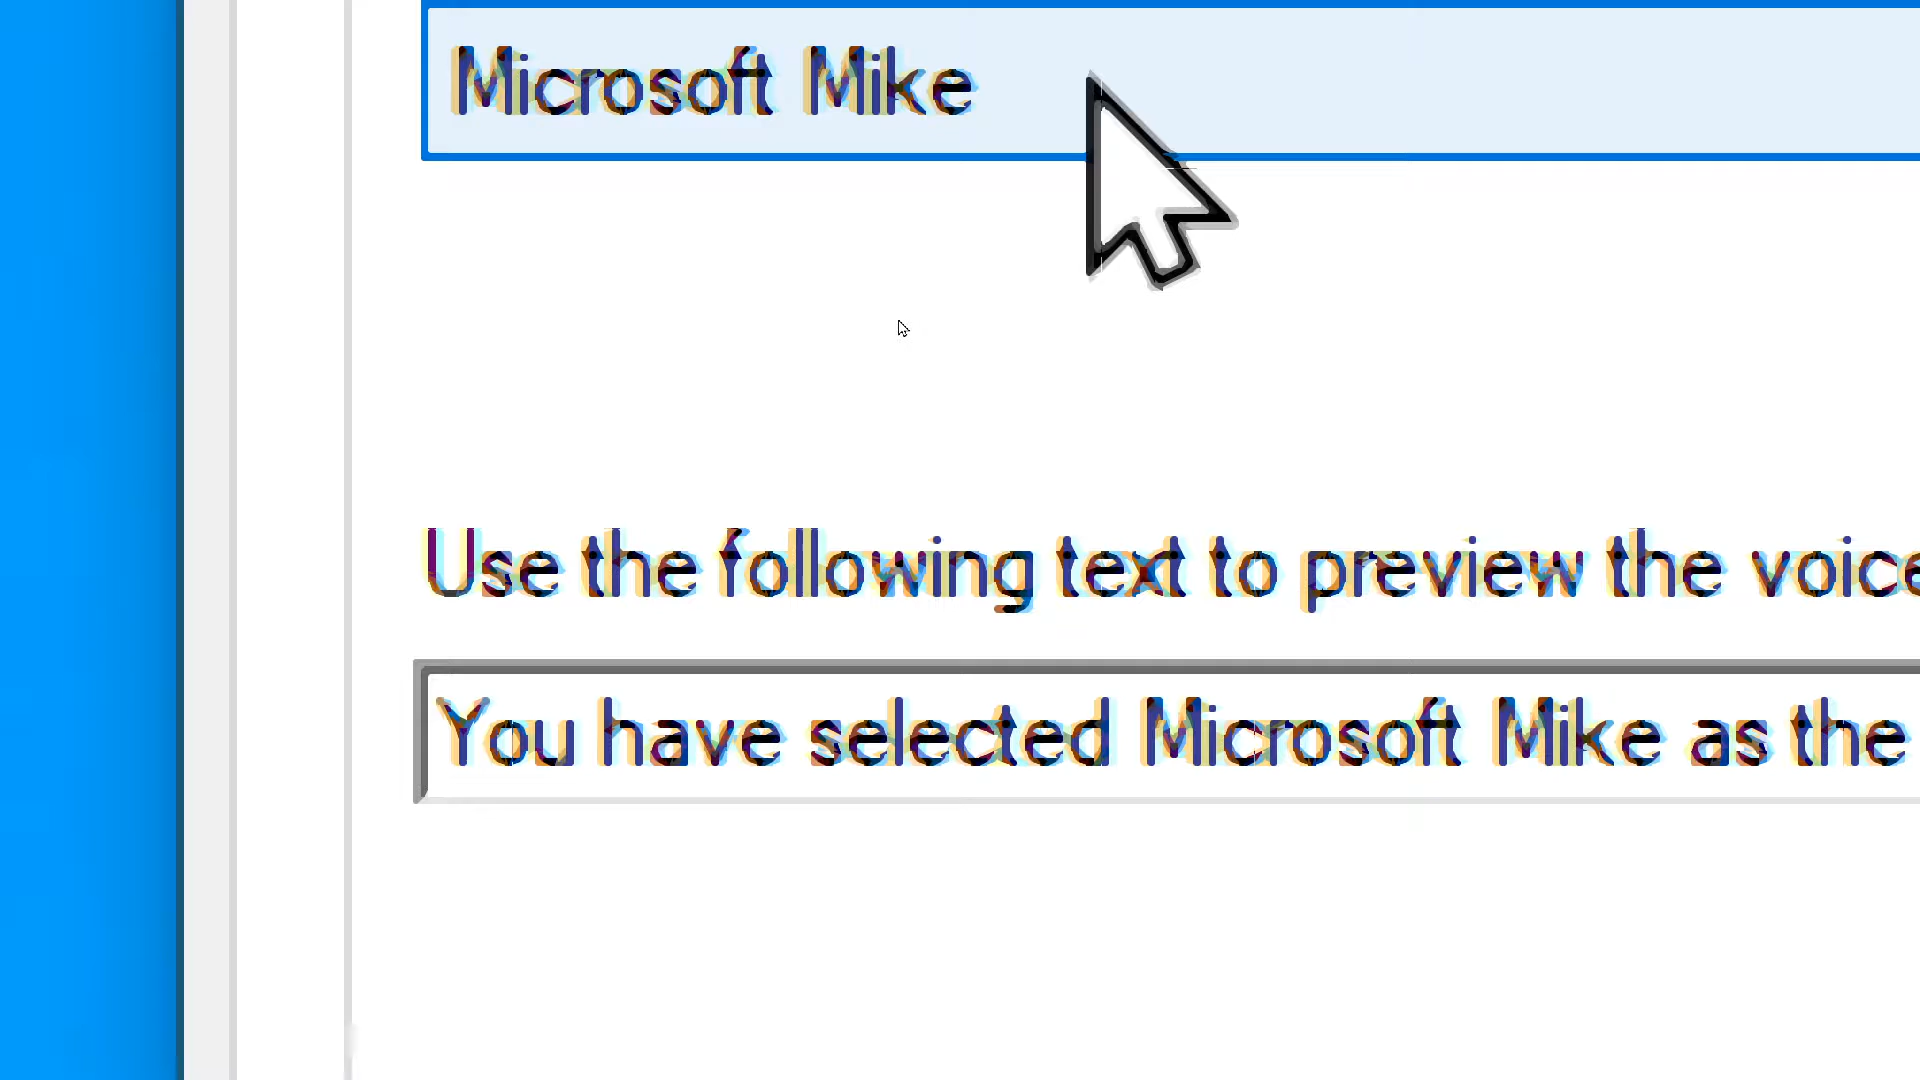 Microsoft Mike
Use the following text to preview the voice
You have selected Microsoft Mike as the